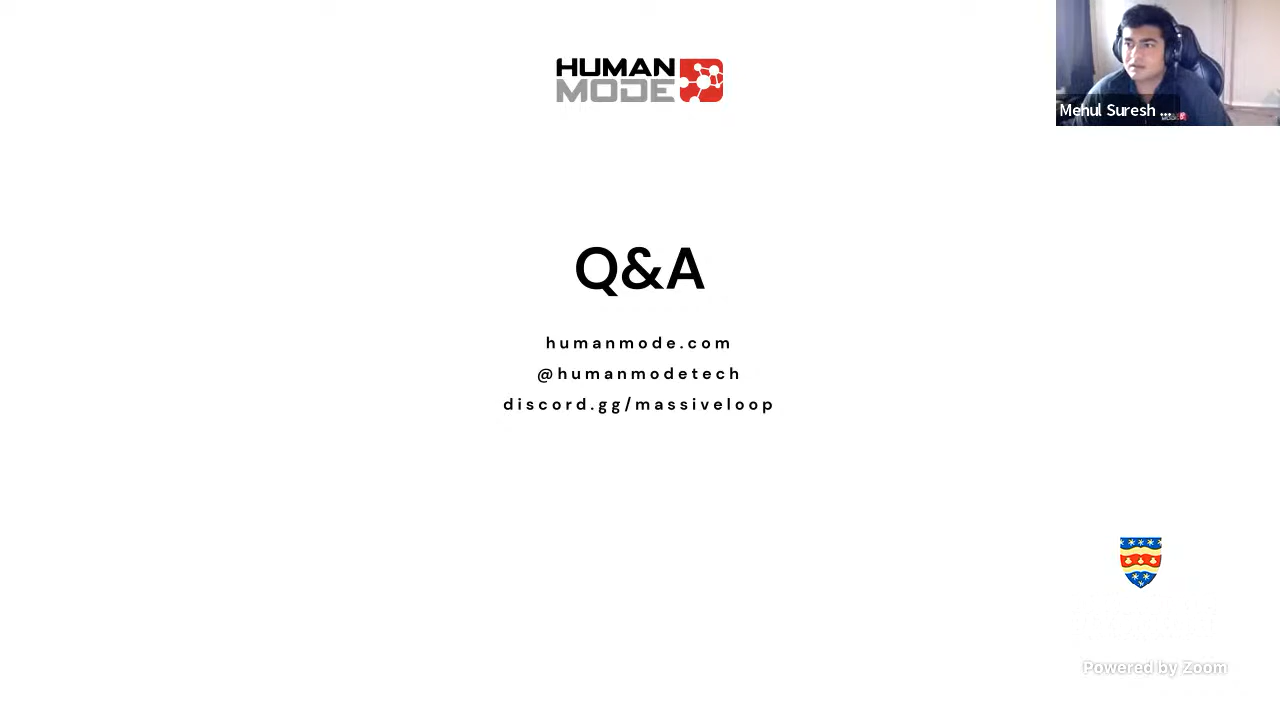 HUMAN
MODE
Mehul Suresh ...
Q&A
humanmode.com
@humanmodetech
discord.gg/massiveloop
Powered by Zoom